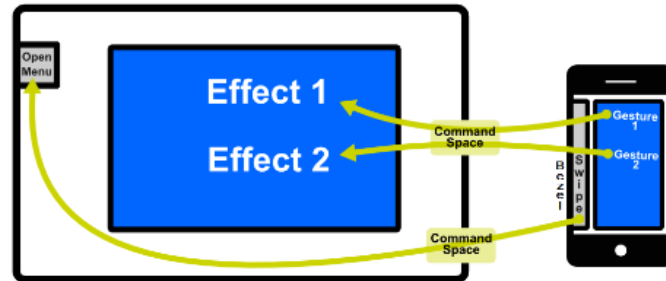 Open
Menu
Effect 1
Effect 2
Command
Space
Command
Space
Bezel
Swipe
Gesture
1
Gesture
2